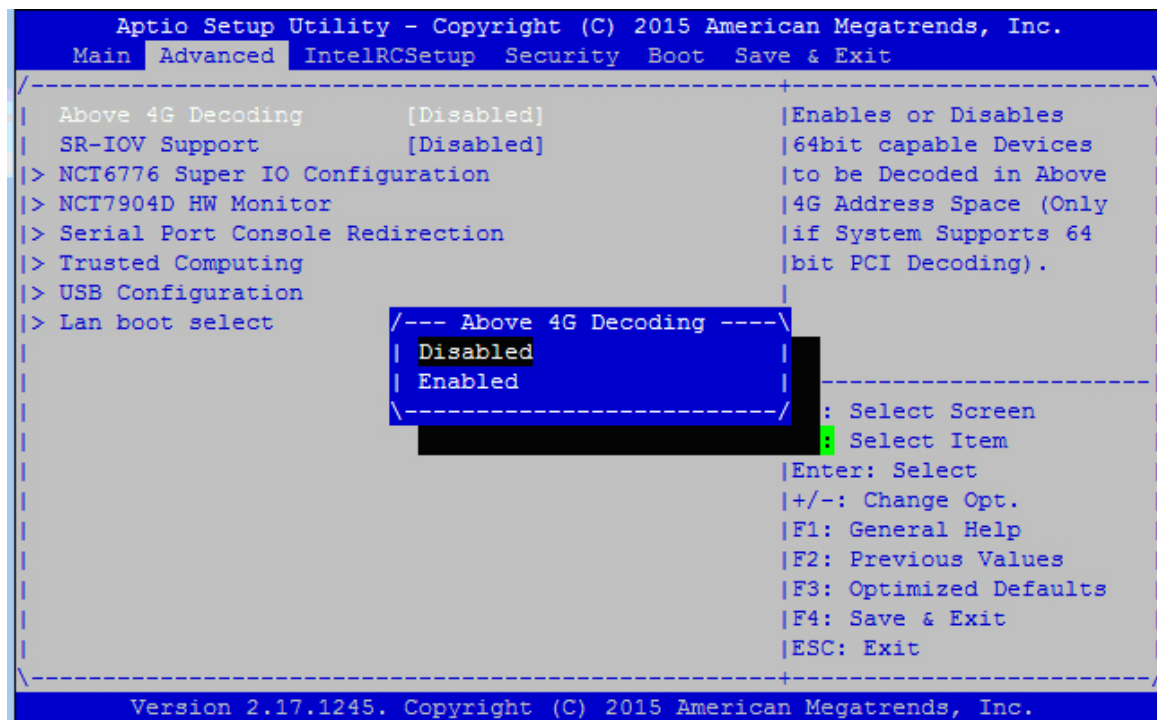 Aptio Setup Utility - Copyright (C) 2015 American Megatrends, Inc.
Main Advanced IntelRCSetup Security Boot Save & Exit
/----------------------------------------------------+-------------------------\
| Above 4G Decoding [Disabled] |Enables or Disables |
| SR-IOV Support [Disabled] |64bit capable Devices |
|> NCT6776 Super IO Configuration |to be Decoded in Above |
|> NCT7904D HW Monitor |4G Address Space (Only |
|> Serial Port Console Redirection |if System Supports 64 |
|> Trusted Computing |bit PCI Decoding). |
|> USB Configuration | |
|> Lan boot select /--- Above 4G Decoding ----\ |
| | Disabled | |
| | Enabled | -----------------------|
| \--------------------------/ : Select Screen |
| : Select Item |
| |Enter: Select |
| |+/-: Change Opt. |
| |F1: General Help |
| |F2: Previous Values |
| |F3: Optimized Defaults |
| |F4: Save & Exit |
| |ESC: Exit |
\----------------------------------------------------+-------------------------/
Version 2.17.1245. Copyright (C) 2015 American Megatrends, Inc.